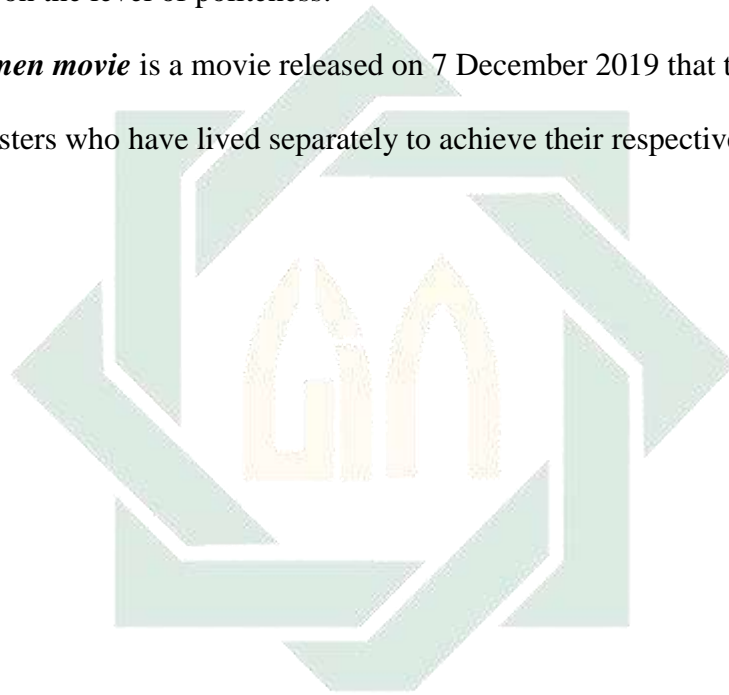 on the level of politeness.
men movie is a movie released on 7 December 2019 that t
sters who have lived separately to achieve their respective